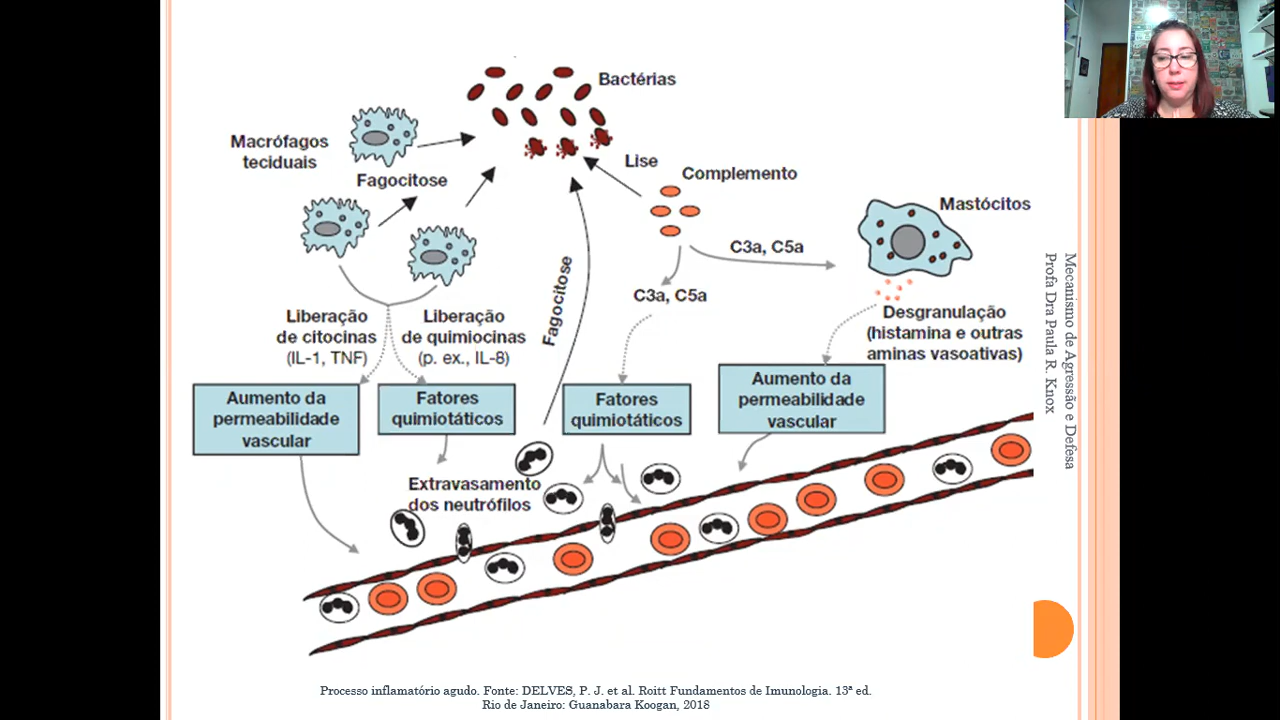 Bactérias
Macrófagos
teciduais
Fagocitose
Lise
Complemento
Mastócitos
C3a, C5a
C3a, C5a
Fagocitose
Liberação
de citocinas
(IL-1, TNF)
Liberação
de quimiocinas
(p. ex., IL-8)
Desgranulação
(histamina e outras
aminas vasoativas)
Aumento da
permeabilidade
vascular
Fatores
quimiotáticos
Fatores
quimiotáticos
Aumento da
permeabilidade
vascular
Extravasamento
dos neutrófilos
Mecanismo de Agressão e Defesa
Profa Dra Paula R. Knox
Processo inflamatório agudo. Fonte: DELVES, P. J. et al. Roitt Fundamentos de Imunologia. 13ª ed.
Rio de Janeiro: Guanabara Koogan, 2018